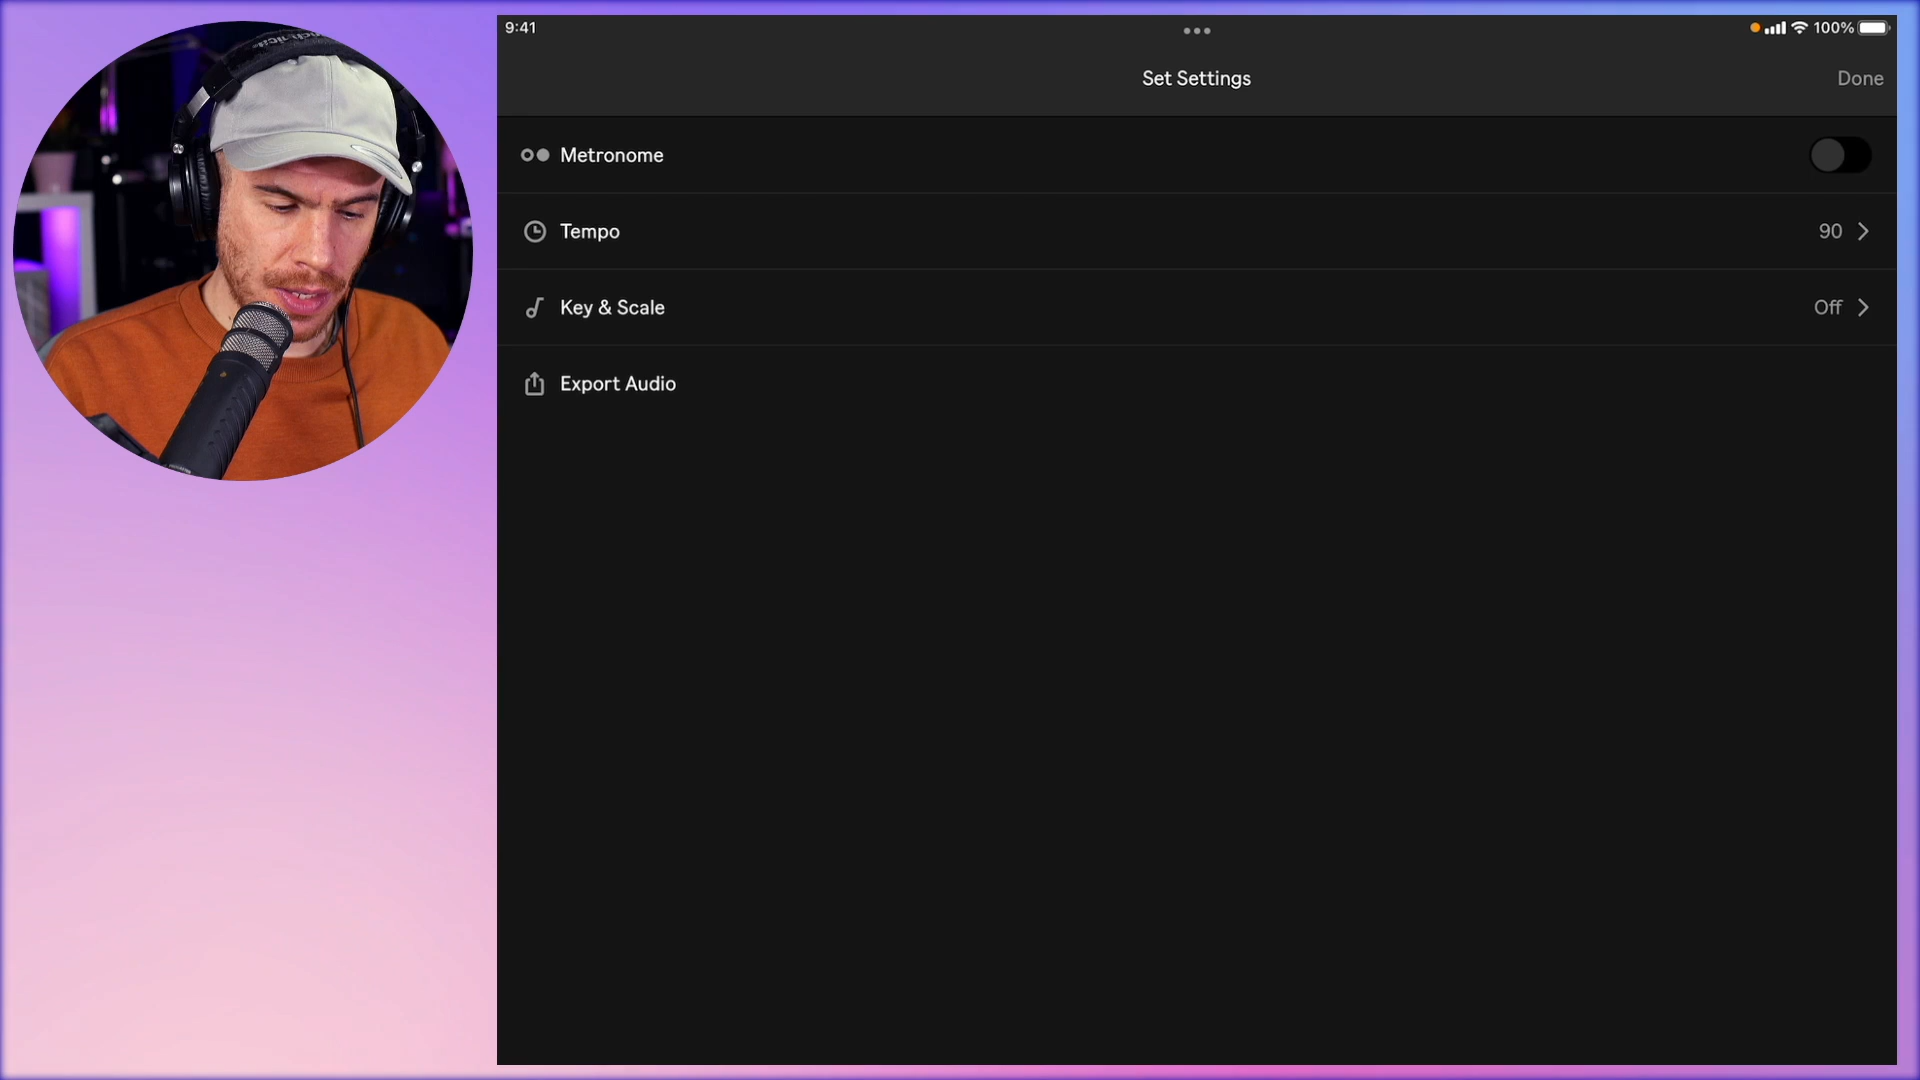 9:41
100%
Set Settings
Done
Metronome
Tempo
90
Key & Scale
Off
Export Audio